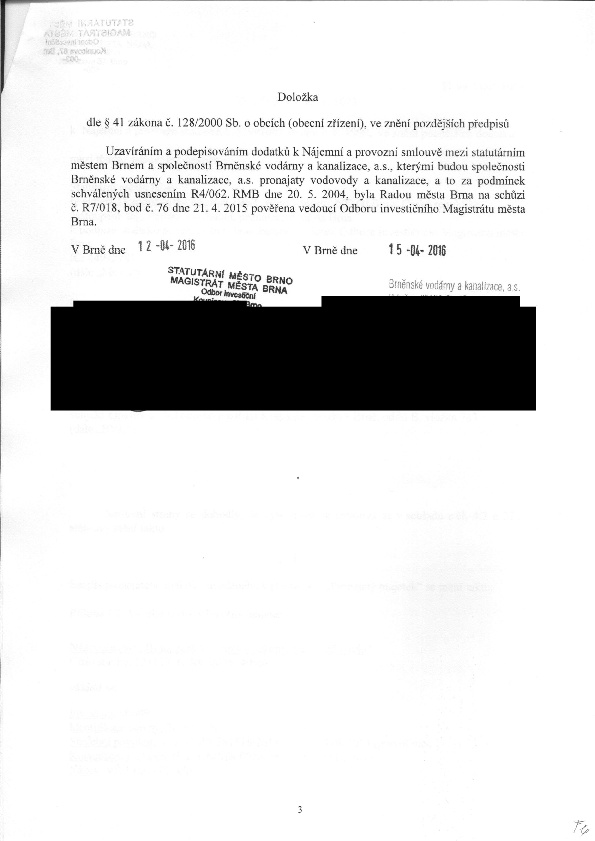 Doložka
dle § 41 zákona č. 128/2000 Sb. o obcích (obecní zřízení), ve znění pozdějších předpisů
Uzavíráním a podepisováním dodatků k Nájemní a provozní smlouvě mezi statutárním
městem Brnem a společností Brněnské vodárny a kanalizace, a.s., kterými budou společnosti
Brněnské vodárny a kanalizace, a.s. pronajaty vodovody a kanalizace, a to za podmínek
schválených usnesením R4/062. RMB dne 20. 5. 2004, byla Radou města Brna na schůzi
č. R7/018, bod č. 76 dne 21. 4. 2015 pověřena vedoucí Odboru investičního Magistrátu města
Brna.
V Brně dne 12 -04- 2016
V Brně dne 15 -04- 2016
STATUTÁRNÍ MĚSTO BRNO
MAGISTRÁT MĚSTA BRNA
Odbor investiční
Brno
Brněnské vodárny a kanalizace, a.s.
3